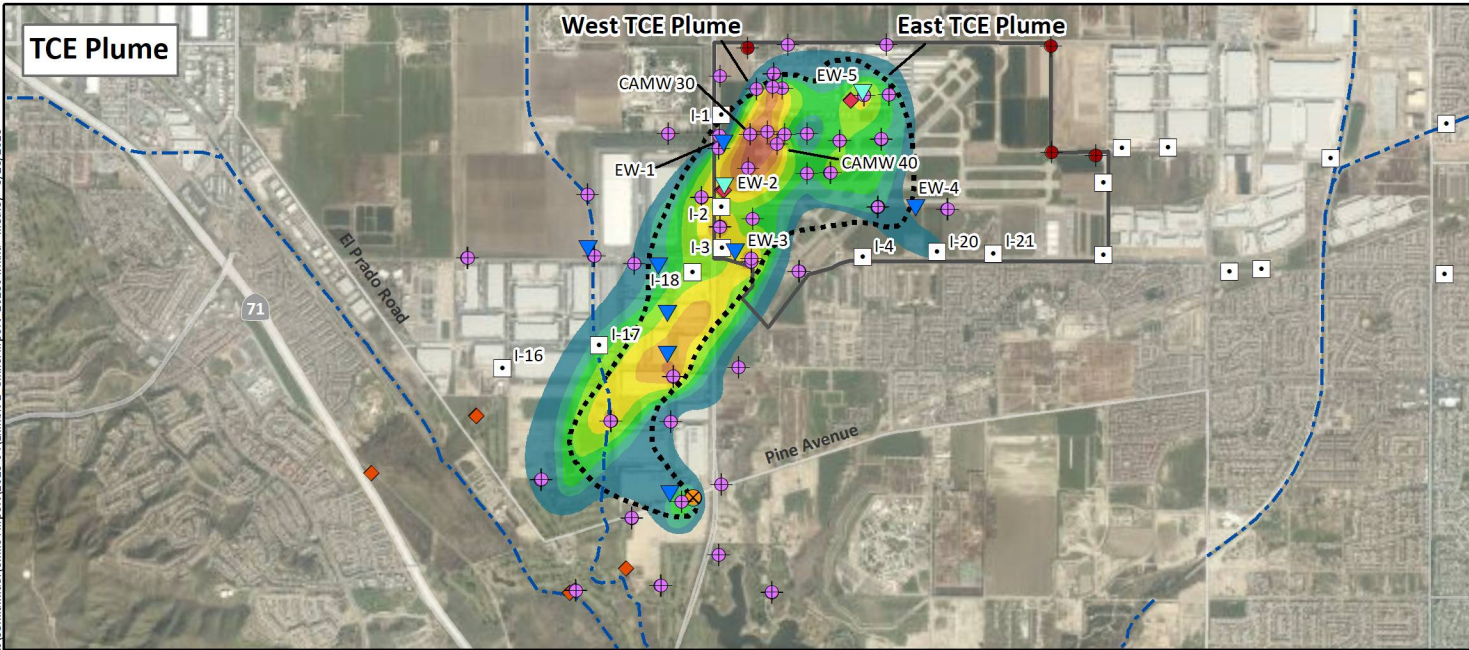 West TCE Plume
East TCE Plume
TCE Plume
CAMW 30
EW-5
I-1
EW-1
CAMW 40
EW-2
EW-4
I-2
I-3
EW-3
I-4
I-20
I-21
I-18
El Prado Road
71
I-17
I-16
Pine Avenue